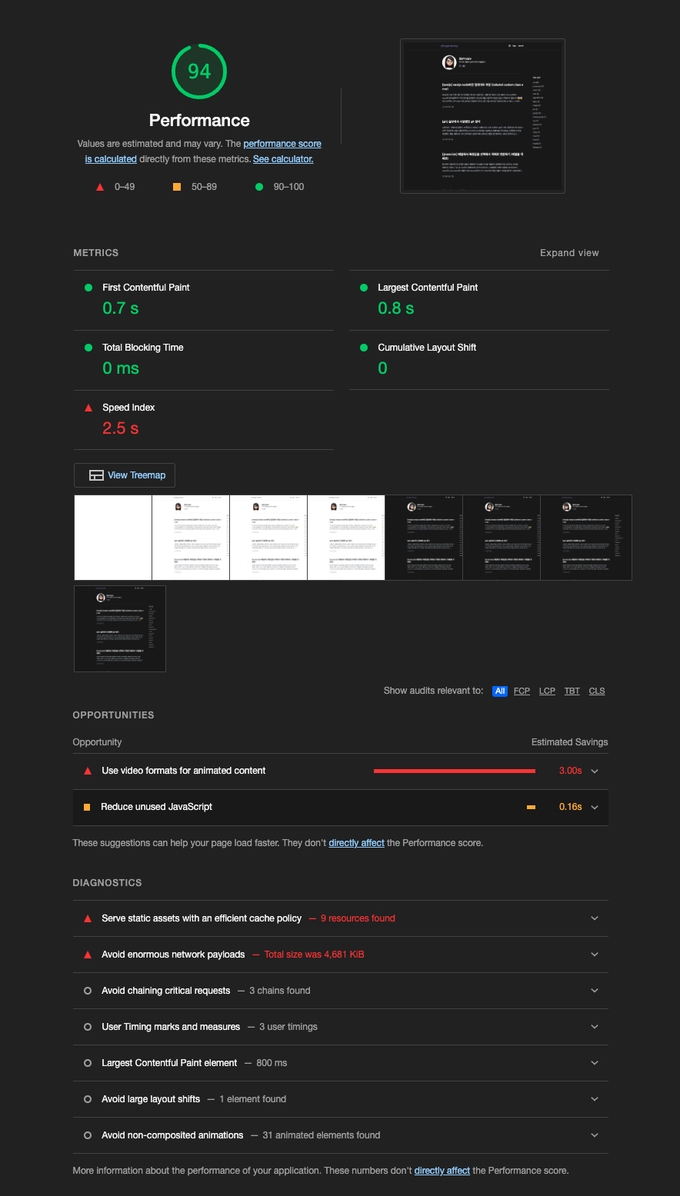 94
Performance
Values are estimated and may vary. The performance score
is calculated directly from these metrics. See calculator.
0–49
50–89
90–100
METRICS
Expand view
First Contentful Paint
0.7 s
Largest Contentful Paint
0.8 s
Total Blocking Time
0 ms
Cumulative Layout Shift
0
Speed Index
2.5 s
View Treemap
Show audits relevant to: All FCP LCP TBT CLS
OPPORTUNITIES
Opportunity Estimated Savings
Use video formats for animated content 3.00s
Reduce unused JavaScript 0.16s
These suggestions can help your page load faster. They don't directly affect the Performance score.
DIAGNOSTICS
Serve static assets with an efficient cache policy — 9 resources found
Avoid enormous network payloads — Total size was 4,681 KiB
Avoid chaining critical requests — 3 chains found
User Timing marks and measures — 3 user timings
Largest Contentful Paint element — 800 ms
Avoid large layout shifts — 1 element found
Avoid non-composited animations — 31 animated elements found
More information about the performance of your application. These numbers don't directly affect the Performance score.